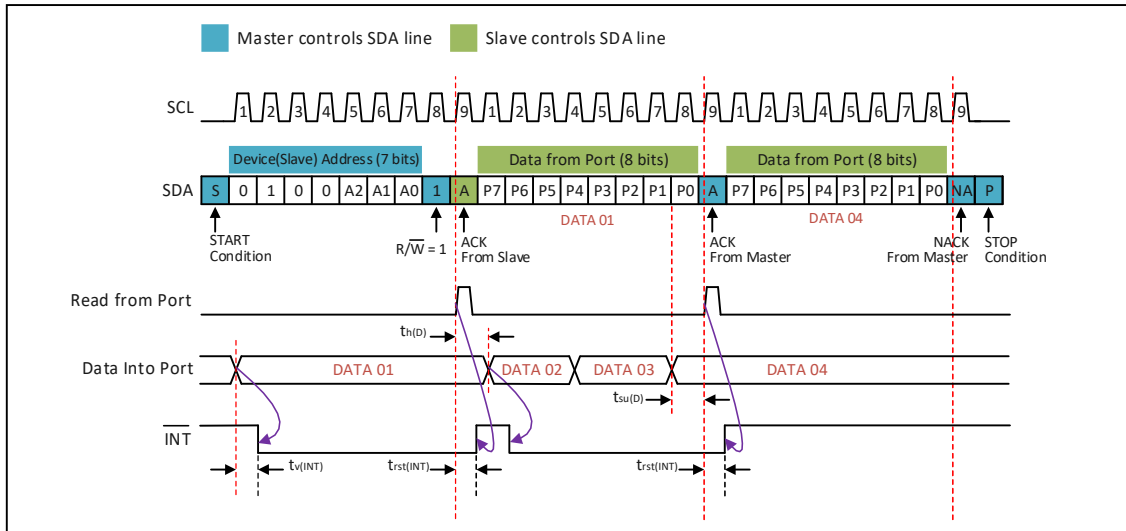 Master controls SDA line Slave controls SDA line
SCL 1 2 3 4 5 6 7 8 9 1 2 3 4 5 6 7 8 9 1 2 3 4 5 6 7 8 9
Device(Slave) Address (7 bits) Data from Port (8 bits) Data from Port (8 bits)
SDA S 0 1 0 0 A2 A1 A0 1 A P7 P6 P5 P4 P3 P2 P1 P0 A P7 P6 P5 P4 P3 P2 P1 P0 NA P
DATA 01 DATA 04
START
Condition
R/W̅ = 1
ACK
From Slave
ACK
From Master
NACK
From Master
STOP
Condition
Read from Port
th(D)
Data Into Port DATA 01 DATA 02 DATA 03 DATA 04
tsu(D)
I̅N̅T̅
tv(INT) trst(INT) trst(INT)